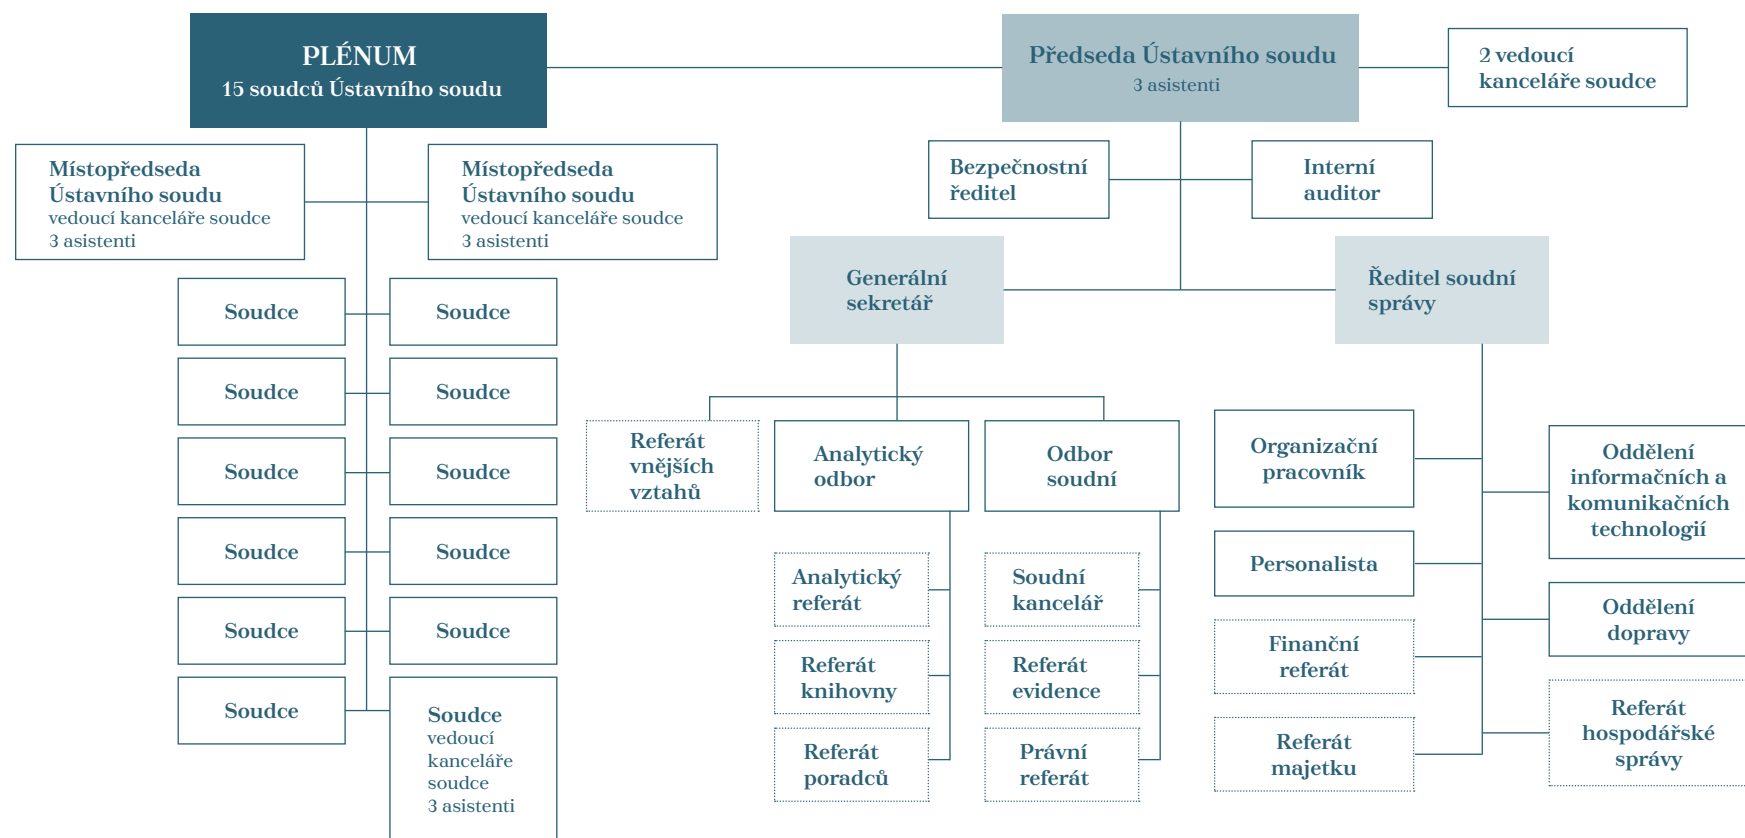 PLÉNUM
15 soudců Ústavního soudu
Předseda Ústavního soudu
3 asistenti
2 vedoucí
kanceláře soudce
Místopředseda
Ústavního soudu
vedoucí kanceláře soudce
3 asistenti
Místopředseda
Ústavního soudu
vedoucí kanceláře soudce
3 asistenti
Bezpečnostní
ředitel
Interní
auditor
Generální
sekretář
Ředitel soudní
správy
Soudce
Soudce
Soudce
Soudce
Soudce
Soudce
Soudce
Soudce
Soudce
Soudce
Soudce
Soudce
vedoucí
kanceláře
soudce
3 asistenti
Referát
vnějších
vztahů
Analytický
odbor
Odbor
soudní
Analytický
referát
Referát
knihovny
Referát
poradců
Soudní
kancelář
Referát
evidence
Právní
referát
Organizační
pracovník
Personalista
Finanční
referát
Referát
majetku
Oddělení
informačních a
komunikačních
technologií
Oddělení
dopravy
Referát
hospodářské
správy